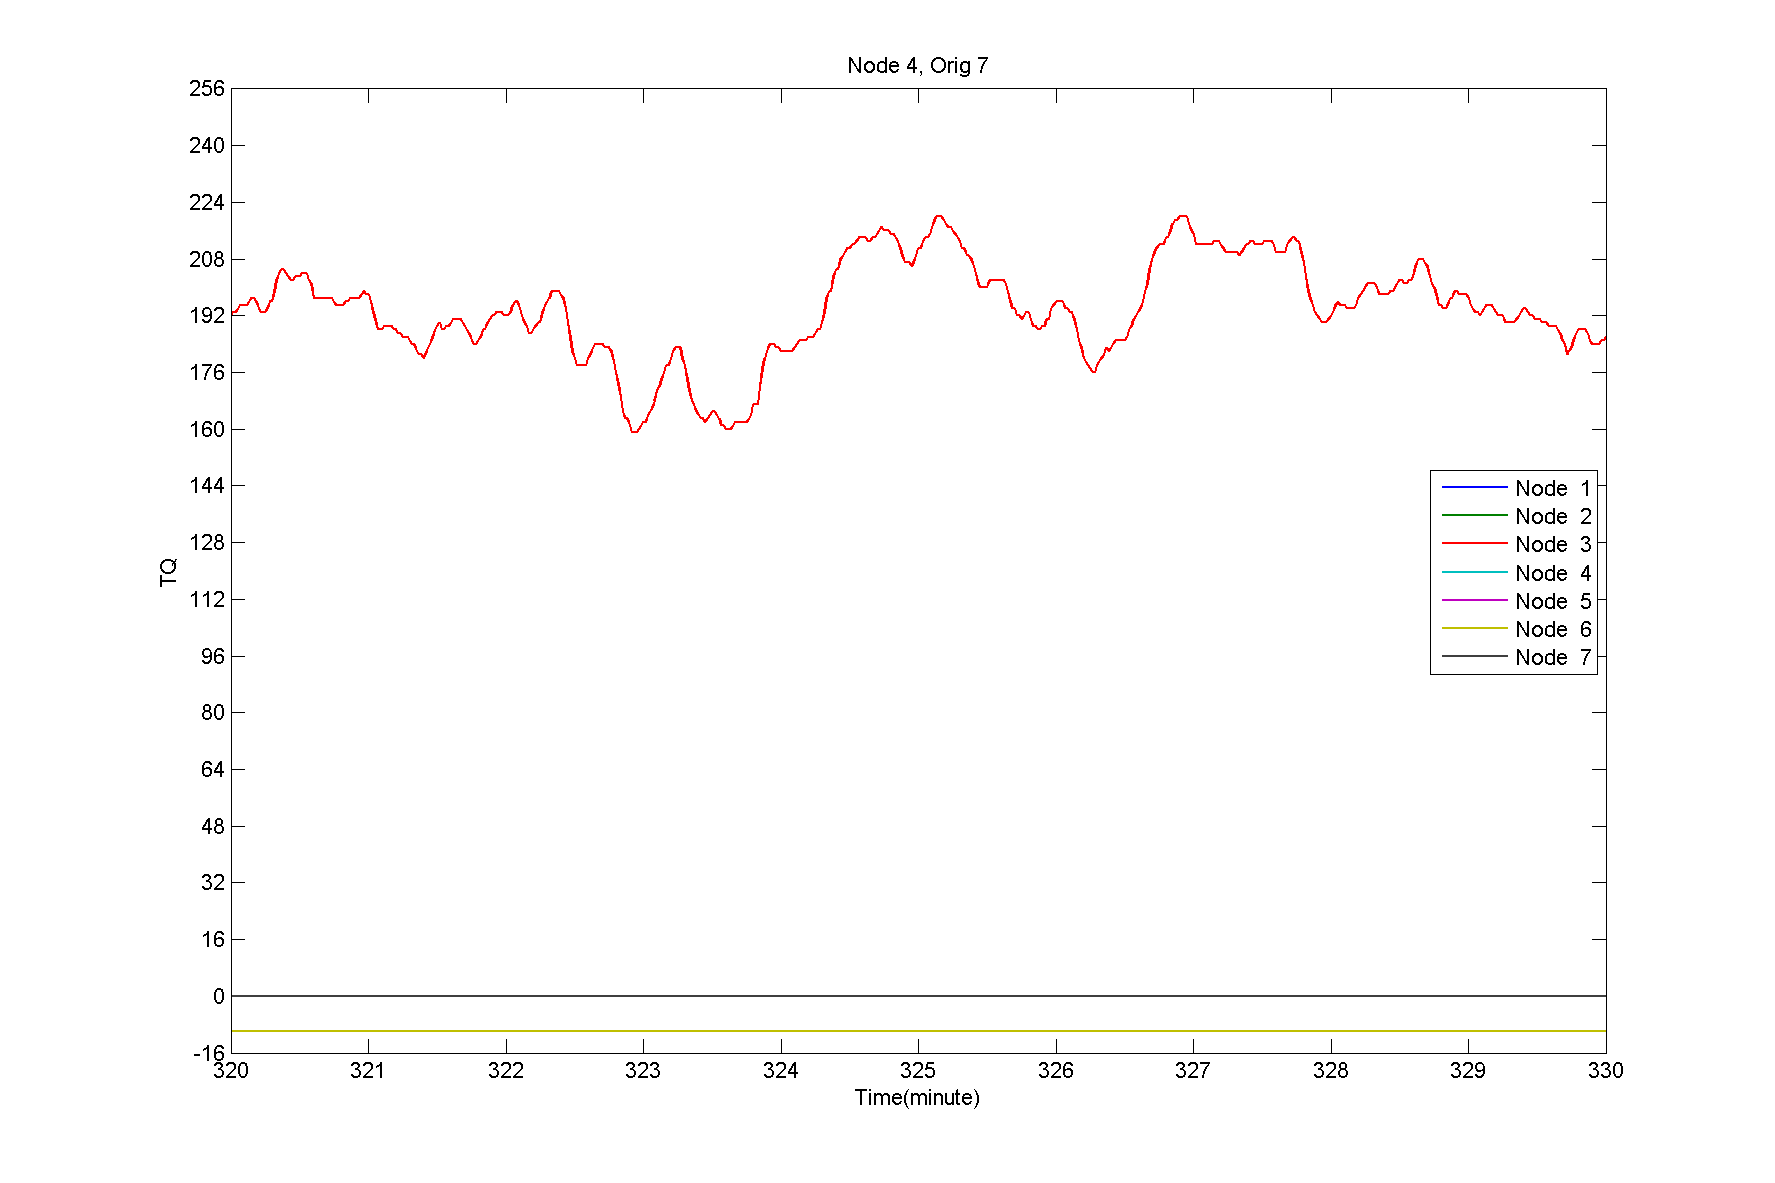 Node 4, Orig 7
256
240
224
208
192
176
160
144
128
112
96
80
64
48
32
16
0
-16
TQ
Node 1
Node 2
Node 3
Node 4
Node 5
Node 6
Node 7
320 321 322 323 324 325 326 327 328 329 330
Time(minute)